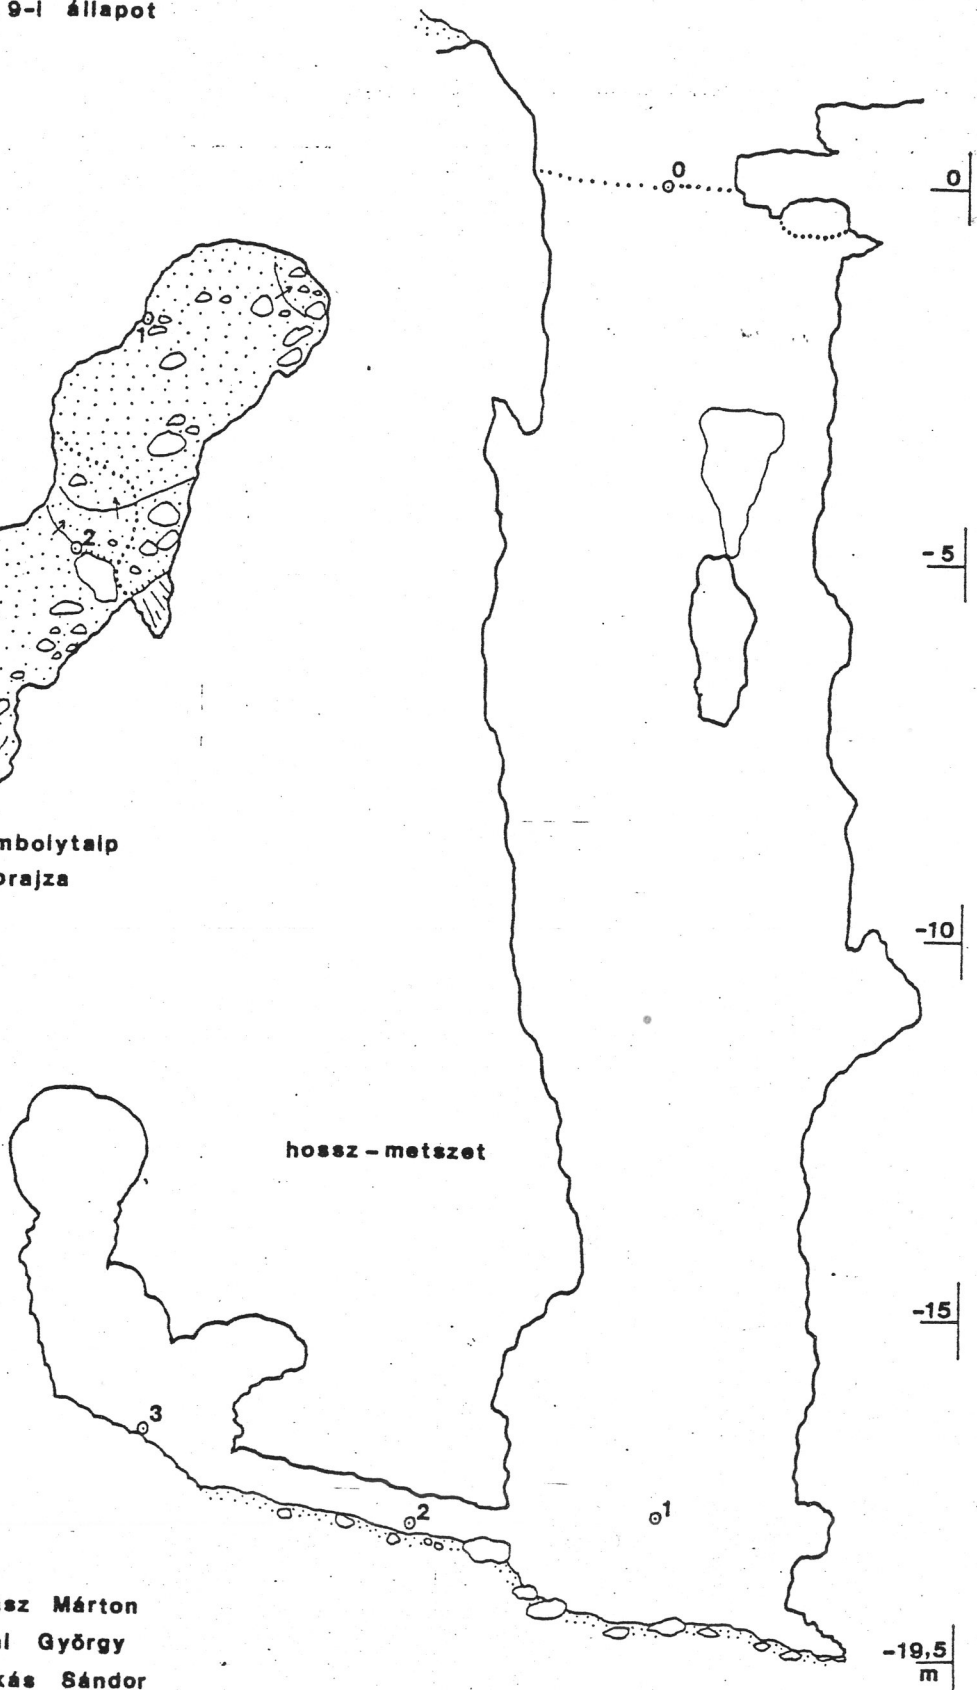 9-i állapot
0
0
1
2
-5
mbolytalp
orajza
-10
hossz-metszet
-15
3
2
1
sz Márton
György
kás Sándor
-19,5
m